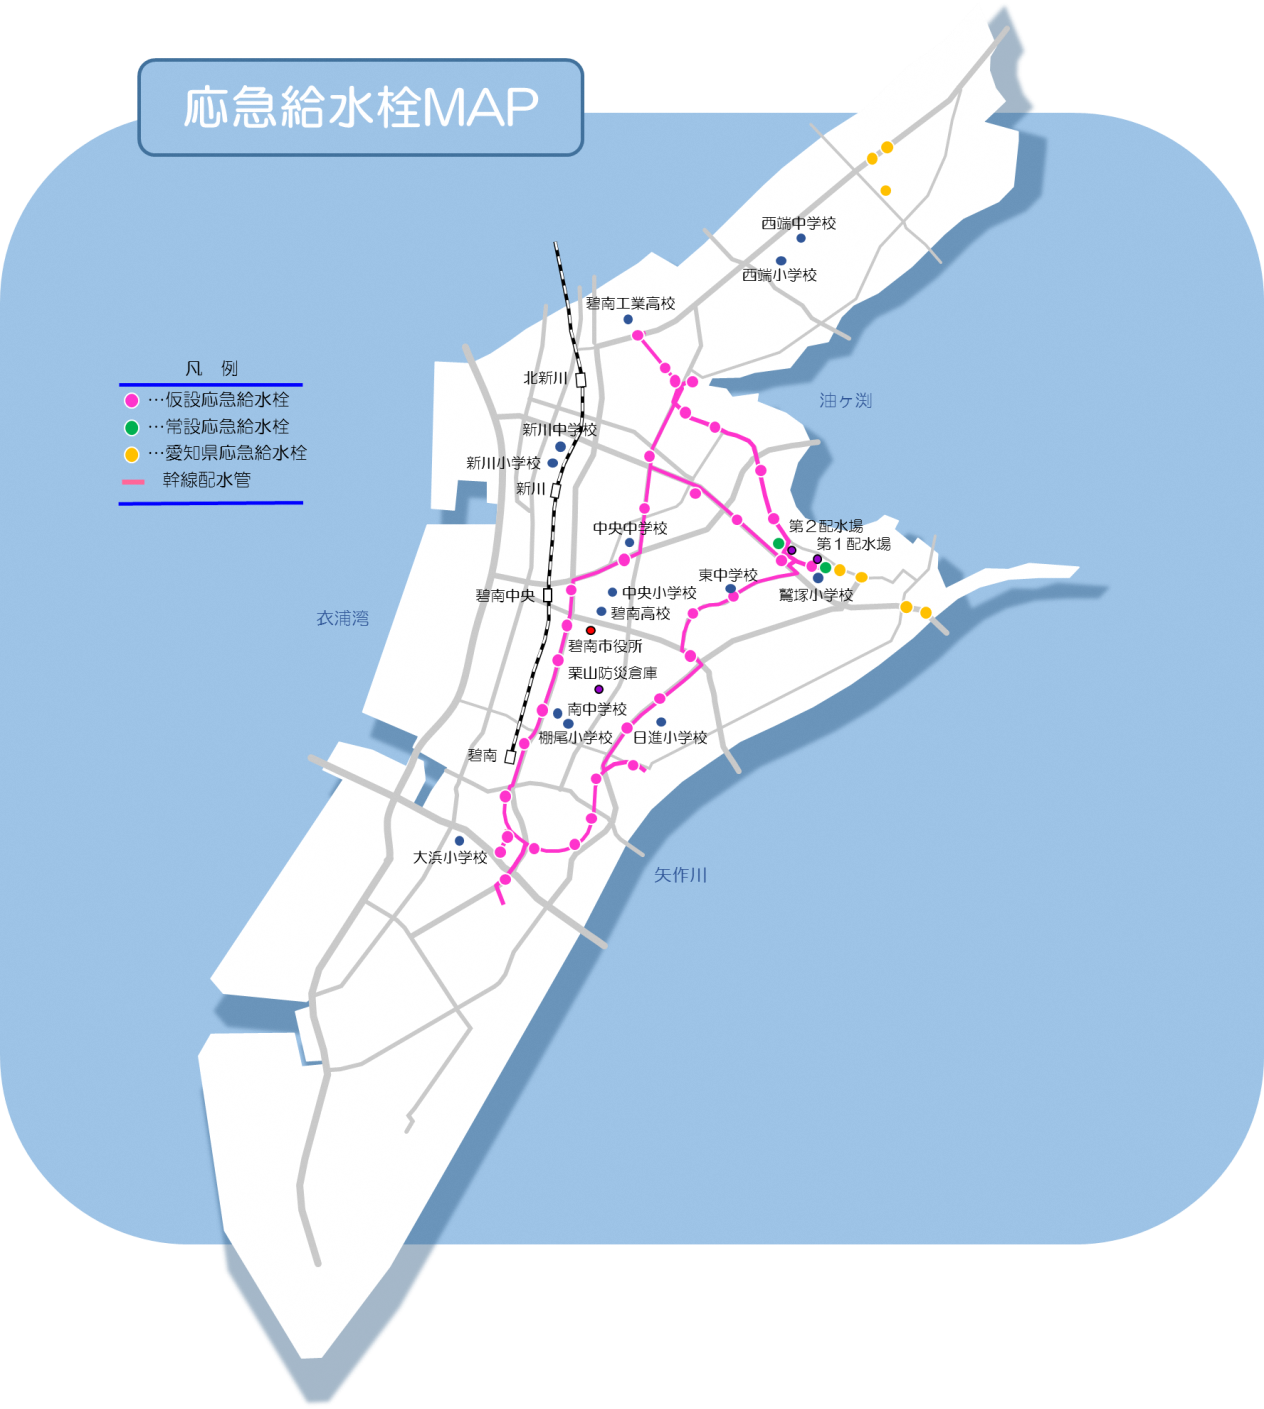 応急給水栓MAP
西端中学校
西端小学校
碧南工業高校
凡 例
…仮設応急給水栓
…常設応急給水栓
…愛知県応急給水栓
幹線配水管
北新川
油ヶ渕
新川中学校
新川小学校
新川
中央中学校
第2配水場
第1配水場
東中学校
碧南中央
中央小学校
鷲塚小学校
碧南高校
衣浦湾
碧南市役所
栗山防災倉庫
南中学校
棚尾小学校
日進小学校
碧南
大浜小学校
矢作川